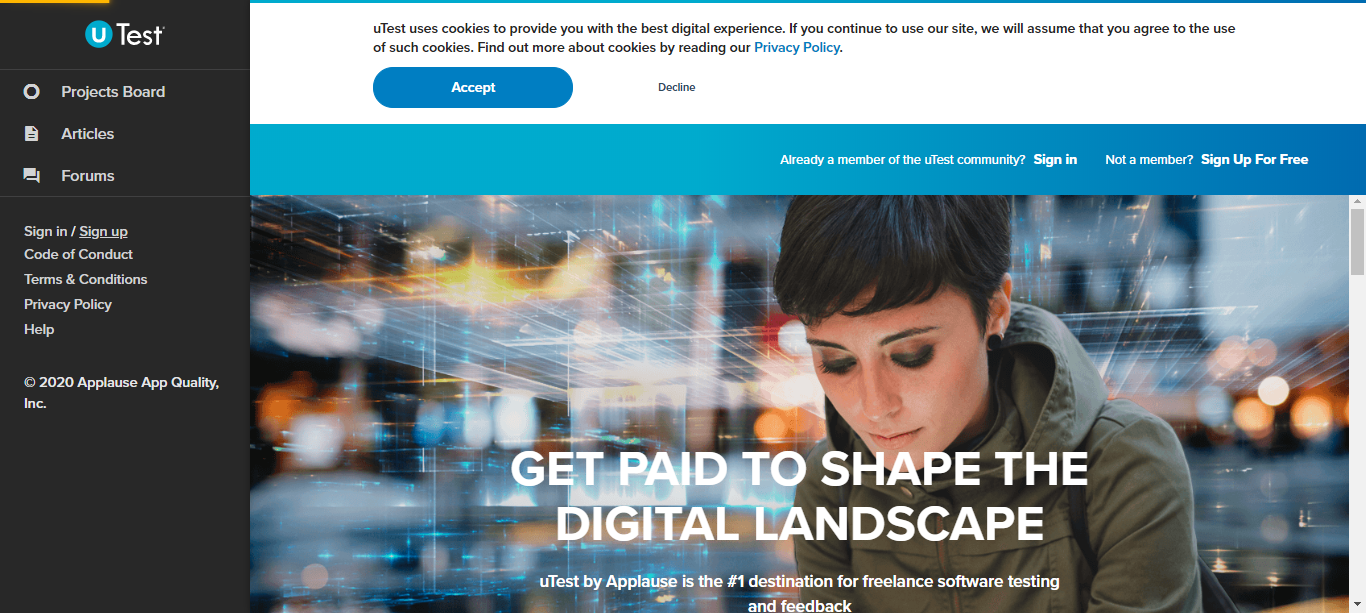 uTest
Projects Board
Articles
Forums
Sign in / Sign up
Code of Conduct
Terms & Conditions
Privacy Policy
Help
© 2020 Applause App Quality,
Inc.
uTest uses cookies to provide you with the best digital experience. If you continue to use our site, we will assume that you agree to the use
of such cookies. Find out more about cookies by reading our Privacy Policy.
Accept Decline
Already a member of the uTest community? Sign in Not a member? Sign Up For Free
GET PAID TO SHAPE THE
DIGITAL LANDSCAPE
uTest by Applause is the #1 destination for freelance software testing
and feedback